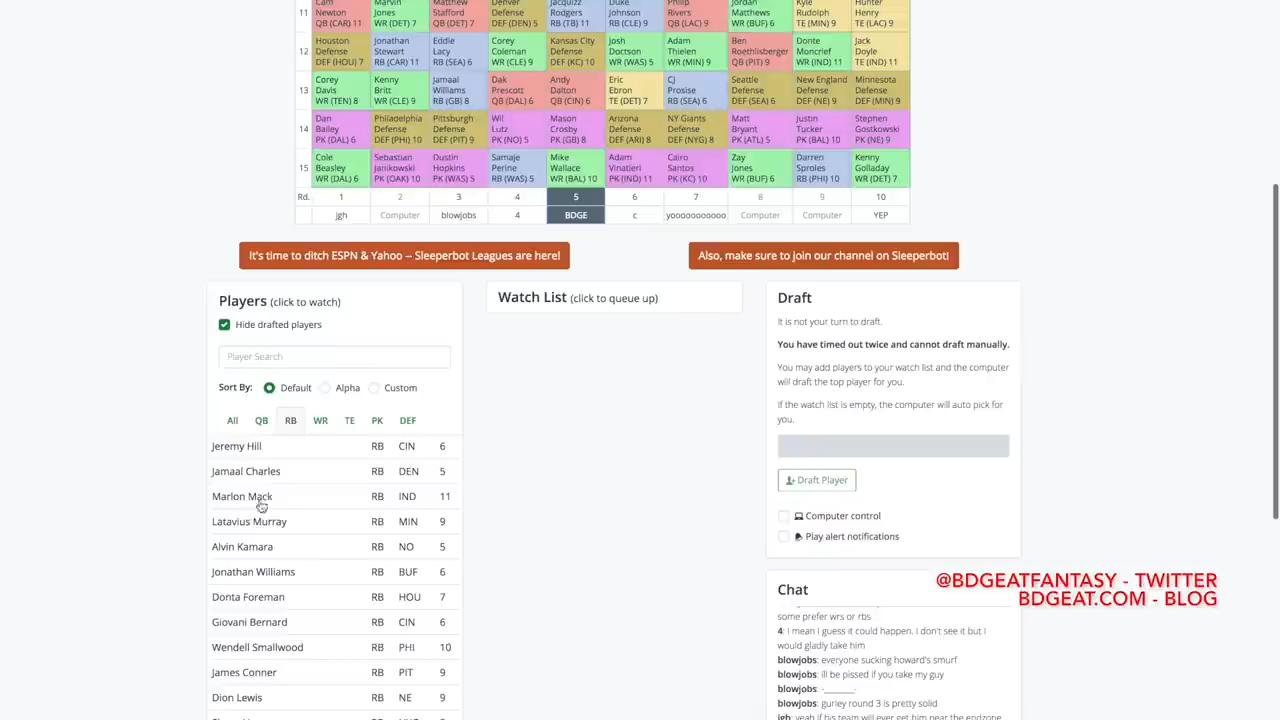 Cam Marvin Matthew Denver Jacquizz Duke Philip Jordan Kyle Hunter
11 Newton Jones Stafford Defense Rodgers Johnson Rivers Matthews Rudolph Henry
QB (CAR) 11 WR (DET) 7 QB (DET) 7 DEF (DEN) 5 RB (TB) 11 RB (CLE) 9 QB (LAC) 9 WR (BUF) 6 TE (MIN) 9 TE (LAC) 9
Houston Jonathan Eddie Corey Kansas City Josh Adam Ben Donte Jack
12 Defense Stewart Lacy Coleman Defense Doctson Thielen Roethlisberger Moncrief Doyle
DEF (HOU) 7 RB (CAR) 11 RB (SEA) 6 WR (CLE) 9 DEF (KC) 10 WR (WAS) 5 WR (MIN) 9 QB (PIT) 9 WR (IND) 11 TE (IND) 11
Corey Kenny Jamaal Dak Andy Eric CJ Seattle New England Minnesota
13 Davis Britt Williams Prescott Dalton Ebron Prosise Defense Defense Defense
WR (TEN) 8 WR (CLE) 9 RB (GB) 8 QB (DAL) 6 QB (CIN) 6 TE (DET) 7 RB (SEA) 6 DEF (SEA) 6 DEF (NE) 9 DEF (MIN) 9
Dan Philadelphia Pittsburgh Wil Mason Arizona NY Giants Matt Justin Stephen
14 Bailey Defense Defense Lutz Crosby Defense Defense Bryant Tucker Gostkowski
PK (DAL) 6 DEF (PHI) 10 DEF (PIT) 9 PK (NO) 5 PK (GB) 8 DEF (ARI) 8 DEF (NYG) 8 PK (ATL) 5 PK (BAL) 10 PK (NE) 9
Cole Sebastian Dustin Samaje Mike Adam Cairo Zay Darren Kenny
15 Beasley Janikowski Hopkins Perine Wallace Vinatieri Santos Jones Sproles Golladay
WR (DAL) 6 PK (OAK) 10 PK (WAS) 5 RB (WAS) 5 WR (BAL) 10 PK (IND) 11 PK (KC) 10 WR (BUF) 6 RB (PHI) 10 WR (DET) 7
Rd. 1 2 3 4 5 6 7 8 9 10
jgh Computer blowjobs 4 BDGE c yooooooooooo Computer Computer YEP
It's time to ditch ESPN & Yahoo – Sleeperbot Leagues are here!
Also, make sure to join our channel on Sleeperbot!
Players (click to watch)
Hide drafted players
Player Search
Sort By: Default Alpha Custom
All QB RB WR TE PK DEF
Jeremy Hill RB CIN 6
Jamaal Charles RB DEN 5
Marlon Mack RB IND 11
Latavius Murray RB MIN 9
Alvin Kamara RB NO 5
Jonathan Williams RB BUF 6
Donta Foreman RB HOU 7
Giovani Bernard RB CIN 6
Wendell Smallwood RB PHI 10
James Conner RB PIT 9
Dion Lewis RB NE 9
Watch List (click to queue up)
Draft
It is not your turn to draft.
You have timed out twice and cannot draft manually.
You may add players to your watch list and the computer
will draft the top player for you.
If the watch list is empty, the computer will auto pick for
you.
Draft Player
Computer control
Play alert notifications
@BDGEATFANTASY - TWITTER
BDGEAT.COM - BLOG
Chat
some prefer wrs or rbs
4: I mean I guess it could happen. I don't see it but I
would gladly take him
blowjobs: everyone sucking howard's smurf
blowjobs: ill be pissed if you take my guy
blowjobs: -_______-
blowjobs: gurley round 3 is pretty solid
jgh: yeah if his team will ever get him near the endzone